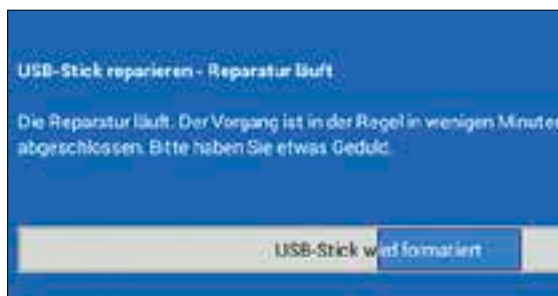 USB-Stick reparieren - Reparatur läuft
Die Reparatur läuft. Der Vorgang ist in der Regel in wenigen Minuten
abgeschlossen. Bitte haben Sie etwas Geduld.
USB-Stick wird formatiert